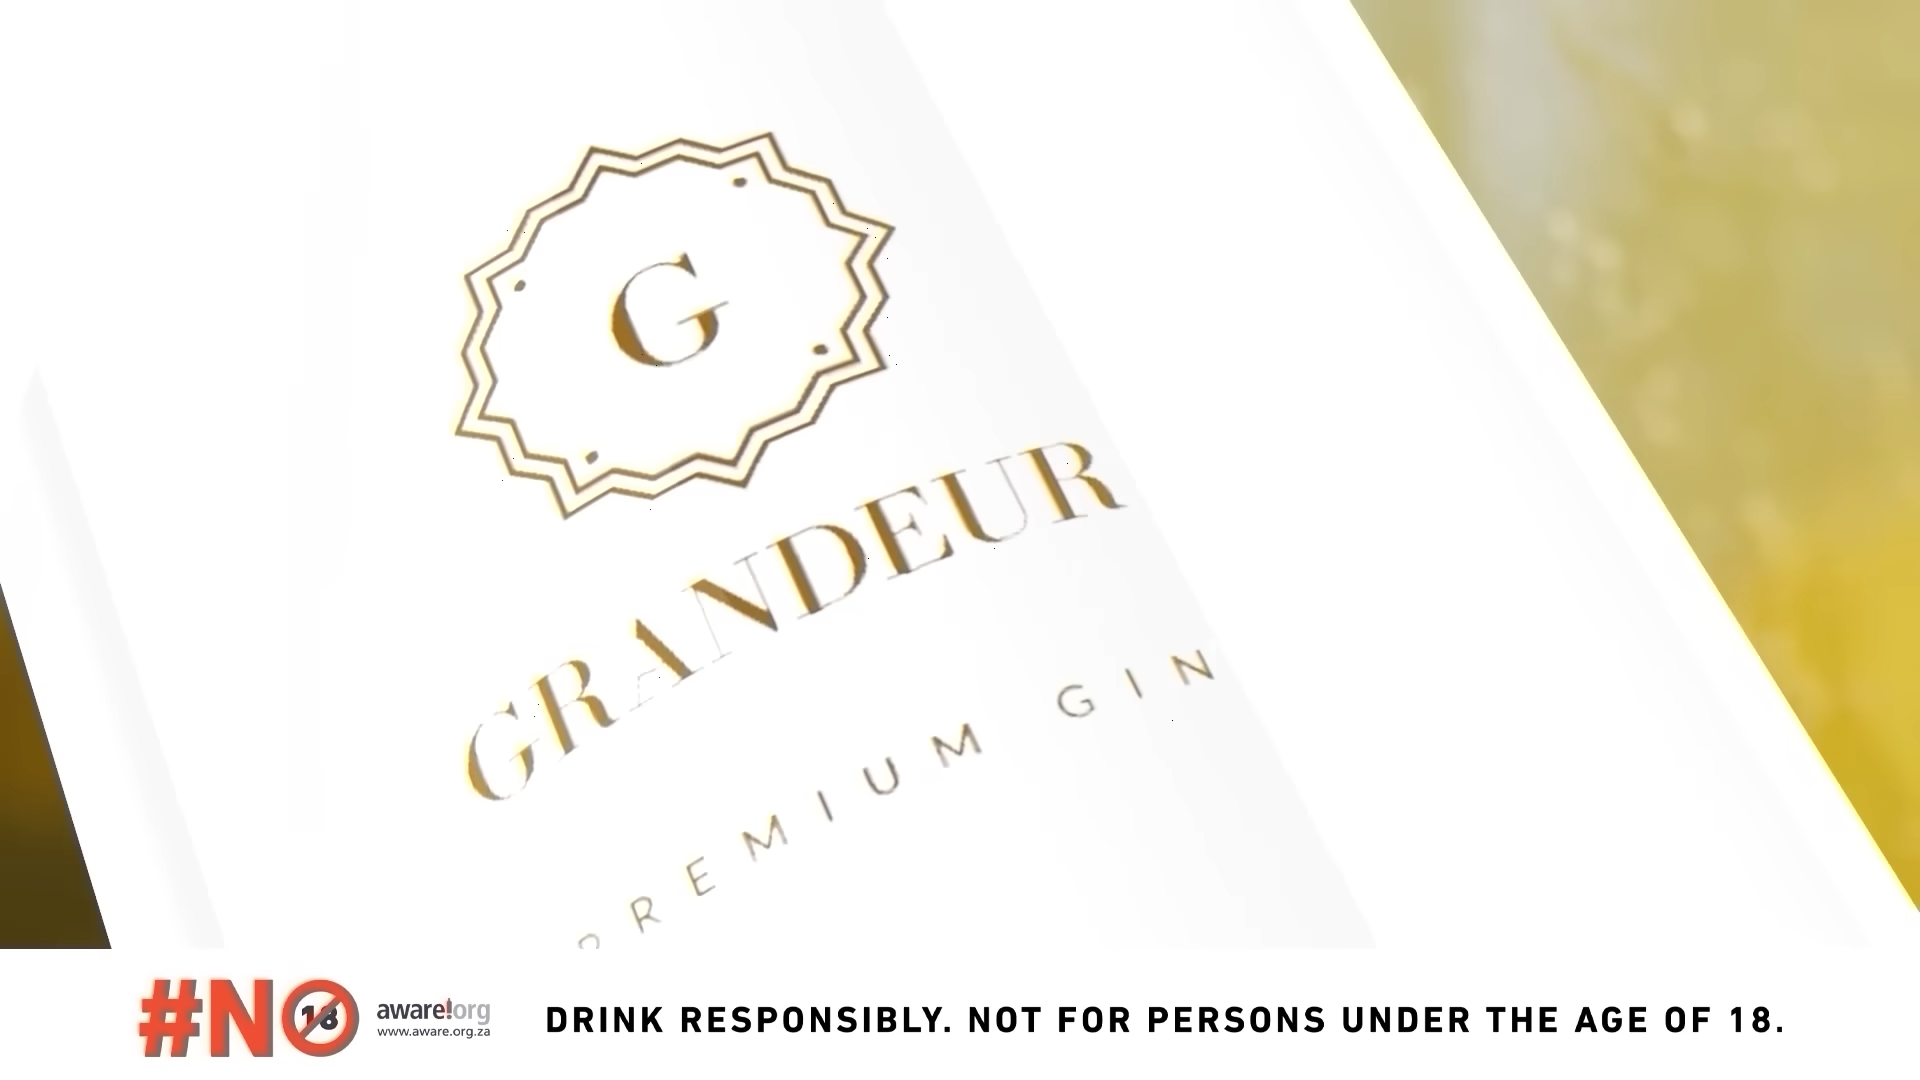 G
GRANDEUR
PREMIUM GIN
#NO 18
aware!org
www.aware.org.za
DRINK RESPONSIBLY. NOT FOR PERSONS UNDER THE AGE OF 18.